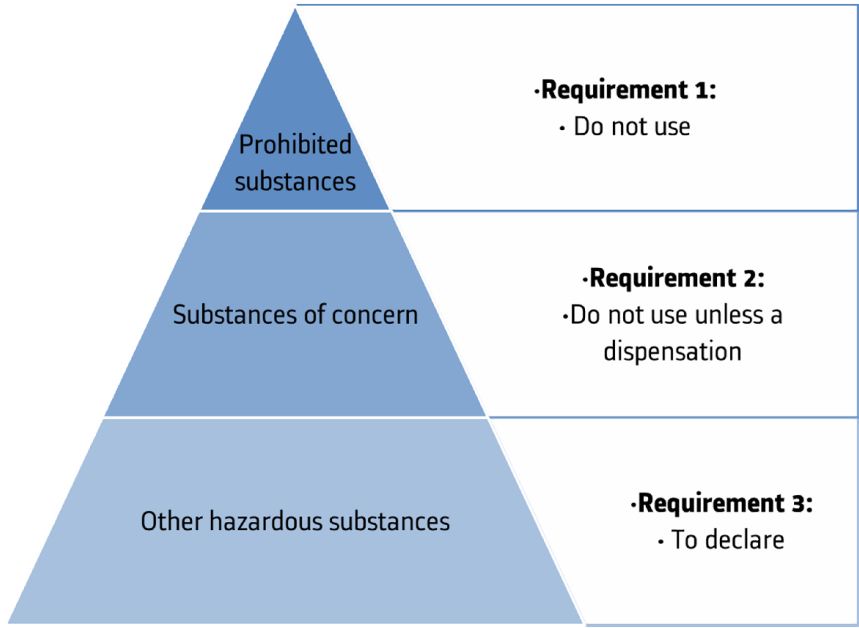 Prohibited
substances
·Requirement 1:
· Do not use
Substances of concern
·Requirement 2:
·Do not use unless a
dispensation
Other hazardous substances
·Requirement 3:
· To declare